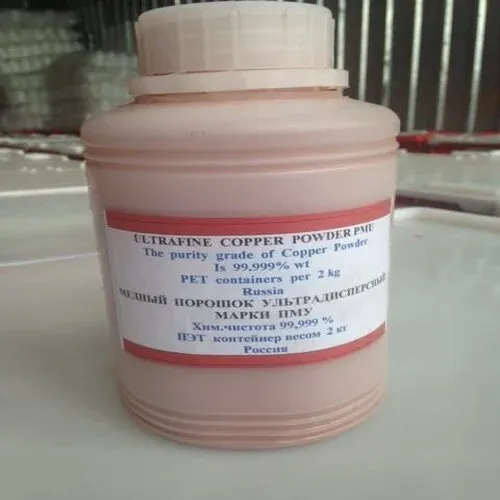 ULTRAFINE COPPER POWDER PMU
The purity grade of Copper Powder
Is 99,999% wt
PET containers per 2 kg
Russia
МЕДНЫЙ ПОРОШОК УЛЬТРАДИСПЕРСНЫЙ
МАРКИ ПМУ
Хим.чистота 99,999 %
ПЭТ контейнер весом 2 кг
Россия